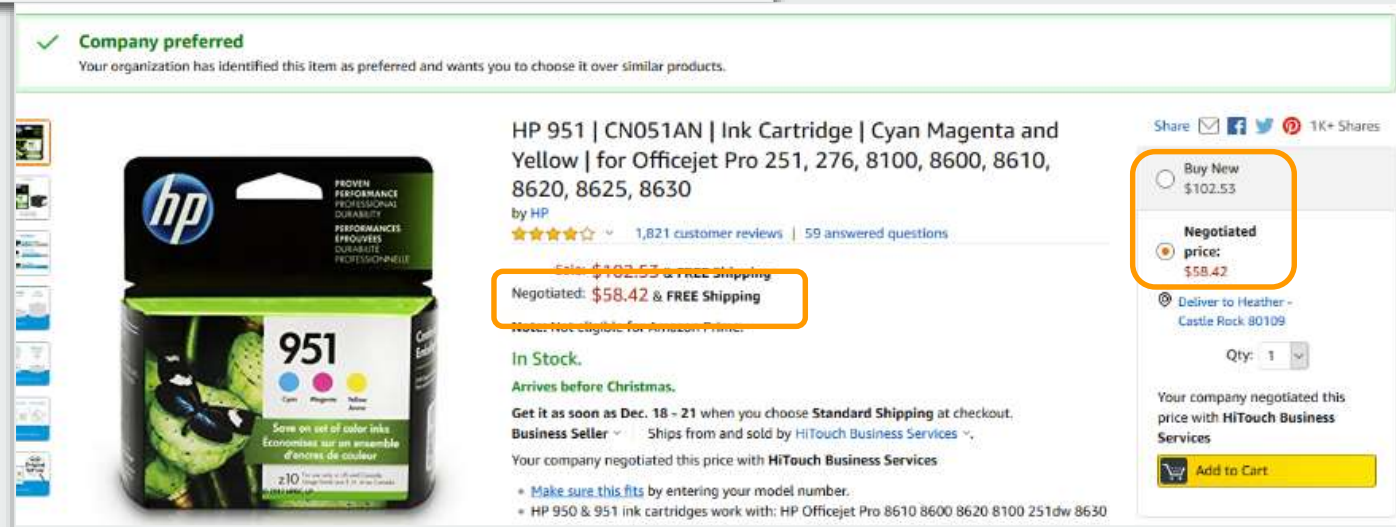 Company preferred
Your organization has identified this item as preferred and wants you to choose it over similar products.
HP 951 | CN051AN | Ink Cartridge | Cyan Magenta and
Yellow | for Officejet Pro 251, 276, 8100, 8600, 8610,
8620, 8625, 8630
by HP
1,821 customer reviews | 59 answered questions
Sale: $102.53 & FREE Shipping
Negotiated: $58.42 & FREE Shipping
Note: Not eligible for Amazon Prime.
In Stock.
Arrives before Christmas.
Get it as soon as Dec. 18 - 21 when you choose Standard Shipping at checkout.
Business Seller Ships from and sold by HiTouch Business Services.
Your company negotiated this price with HiTouch Business Services
Make sure this fits by entering your model number.
HP 950 & 951 ink cartridges work with: HP Officejet Pro 8610 8600 8620 8100 251dw 8630
Share 1K+ Shares
Buy New
$102.53
Negotiated
price:
$58.42
Deliver to Heather -
Castle Rock 80109
Qty: 1
Your company negotiated this
price with HiTouch Business
Services
Add to Cart
hp
PROVEN
PERFORMANCE
PROFESSIONAL
DURABILITY
PERFORMANCES
ÉPROUVÉES
DURABILITÉ
PROFESSIONNELLE
951
Cyan Magenta Yellow
Save on set of color inks
Économisez sur un ensemble
d'encres de couleur